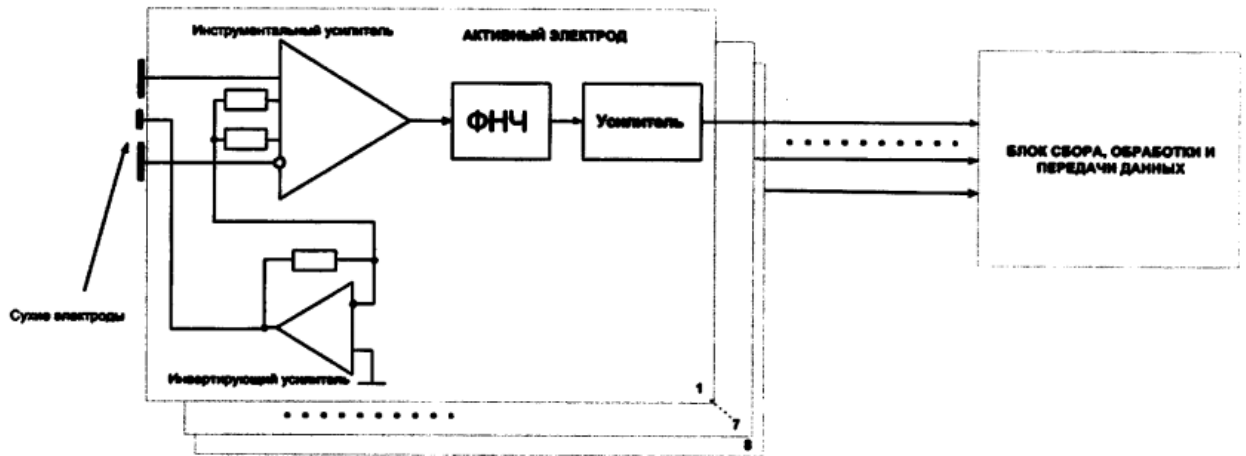 Инструментальный усилитель
АКТИВНЫЙ ЭЛЕКТРОД
ФНЧ
Усилитель
БЛОК СБОРА, ОБРАБОТКИ И
ПЕРЕДАЧИ ДАННЫХ
Сухие электроды
Инвертирующий усилитель
1
7
8